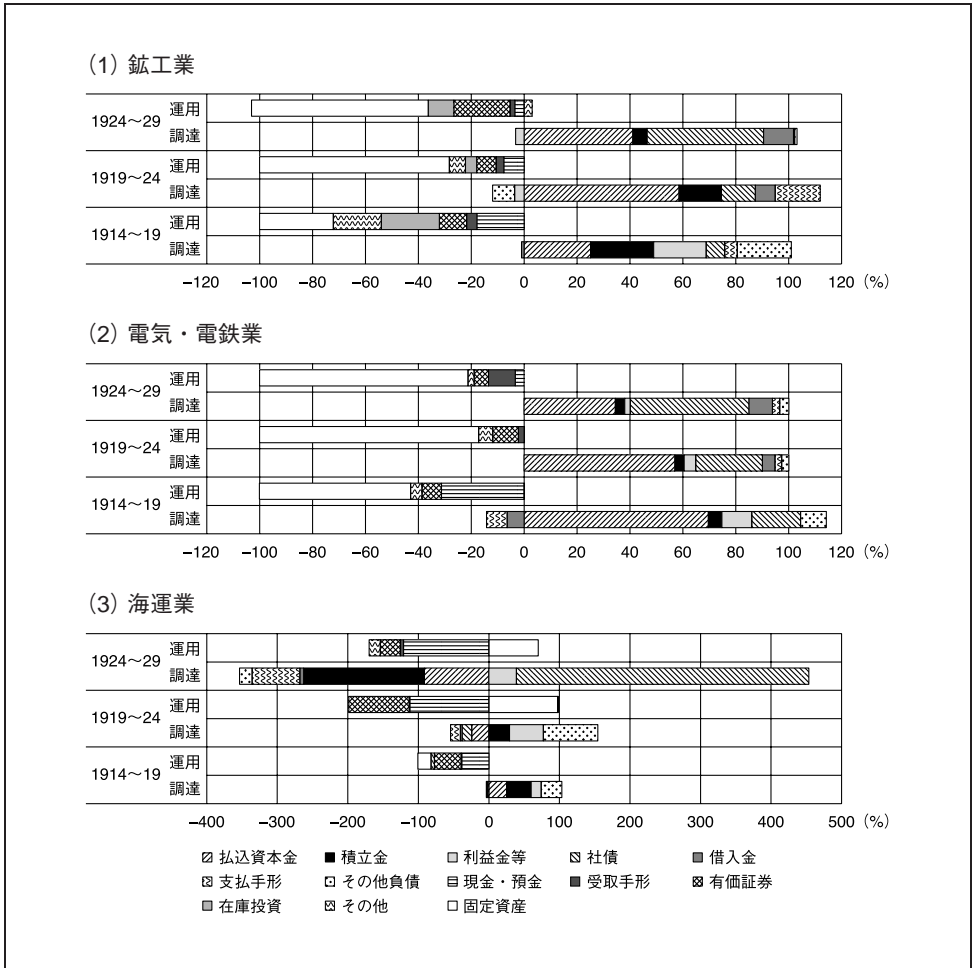 (1) 鉱工業
1924~29 運用
調達
1919~24 運用
調達
1914~19 運用
調達
−120 −100 −80 −60 −40 −20 0 20 40 60 80 100 120 (%)
(2) 電気・電鉄業
1924~29 運用
調達
1919~24 運用
調達
1914~19 運用
調達
−120 −100 −80 −60 −40 −20 0 20 40 60 80 100 120 (%)
(3) 海運業
1924~29 運用
調達
1919~24 運用
調達
1914~19 運用
調達
−400 −300 −200 −100 0 100 200 300 400 500 (%)
払込資本金 積立金 利益金等 社債 借入金
支払手形 その他負債 現金・預金 受取手形 有価証券
在庫投資 その他 固定資産